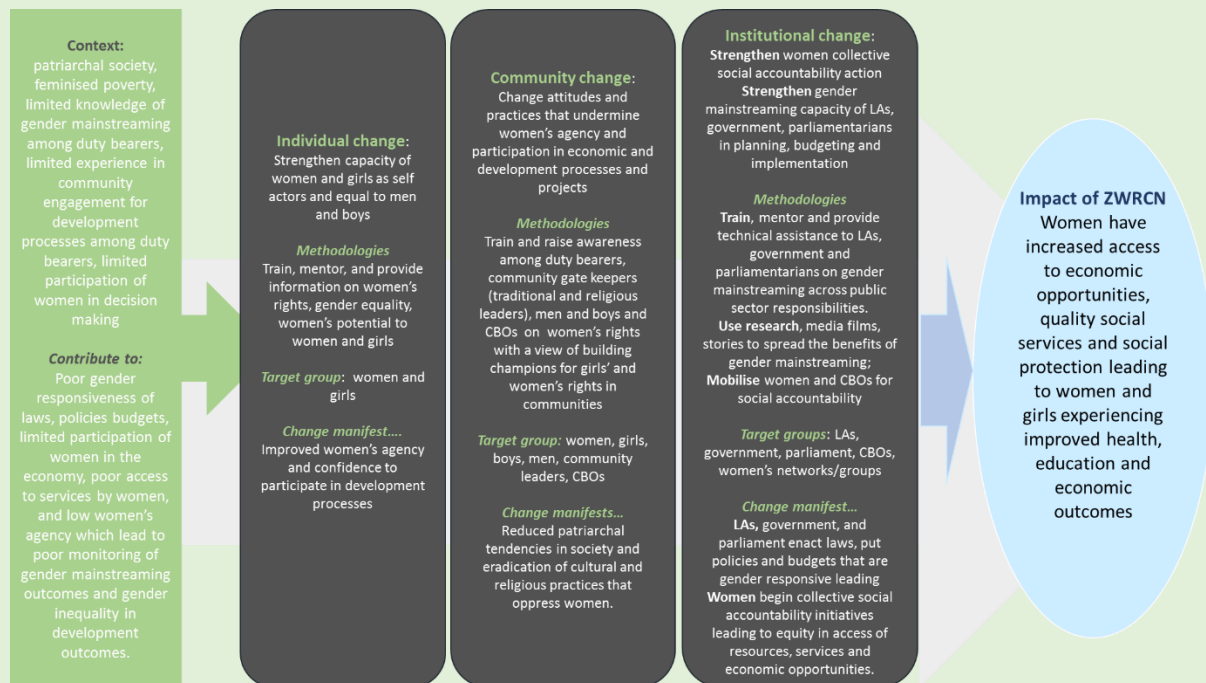 Context:
patriarchal society,
feminised poverty,
limited knowledge of
gender mainstreaming
among duty bearers,
limited experience in
community
engagement for
development
processes among duty
bearers, limited
participation of
women in decision
making
Contribute to:
Poor gender
responsiveness of
laws, policies budgets,
limited participation of
women in the
economy, poor access
to services by women,
and low women's
agency which lead to
poor monitoring of
gender mainstreaming
outcomes and gender
inequality in
development
outcomes.
Individual change:
Strengthen capacity of
women and girls as self
actors and equal to men
and boys
Methodologies
Train, mentor, and provide
information on women's
rights, gender equality,
women's potential to
women and girls
Target group: women and
girls
Change manifest....
Improved women's agency
and confidence to
participate in development
processes
Community change:
Change attitudes and
practices that undermine
women's agency and
participation in economic and
development processes and
projects
Methodologies
Train and raise awareness
among duty bearers,
community gate keepers
(traditional and religious
leaders), men and boys and
CBOs on women's rights
with a view of building
champions for girls' and
women's rights in
communities
Target group: women, girls,
boys, men, community
leaders, CBOs
Change manifests...
Reduced patriarchal
tendencies in society and
eradication of cultural and
religious practices that
oppress women.
Institutional change:
Strengthen women collective
social accountability action
Strengthen gender
mainstreaming capacity of LAs,
government, parliamentarians
in planning, budgeting and
implementation
Methodologies
Train, mentor and provide
technical assistance to LAs,
government and
parliamentarians on gender
mainstreaming across public
sector responsibilities.
Use research, media films,
stories to spread the benefits of
gender mainstreaming;
Mobilise women and CBOs for
social accountability
Target groups: LAs,
government, parliament, CBOs,
women's networks/groups
Change manifest...
LAs, government, and
parliament enact laws, put
policies and budgets that are
gender responsive leading
Women begin collective social
accountability initiatives
leading to equity in access of
resources, services and
economic opportunities.
Impact of ZWRCN
Women have
increased access
to economic
opportunities,
quality social
services and social
protection leading
to women and
girls experiencing
improved health,
education and
economic
outcomes